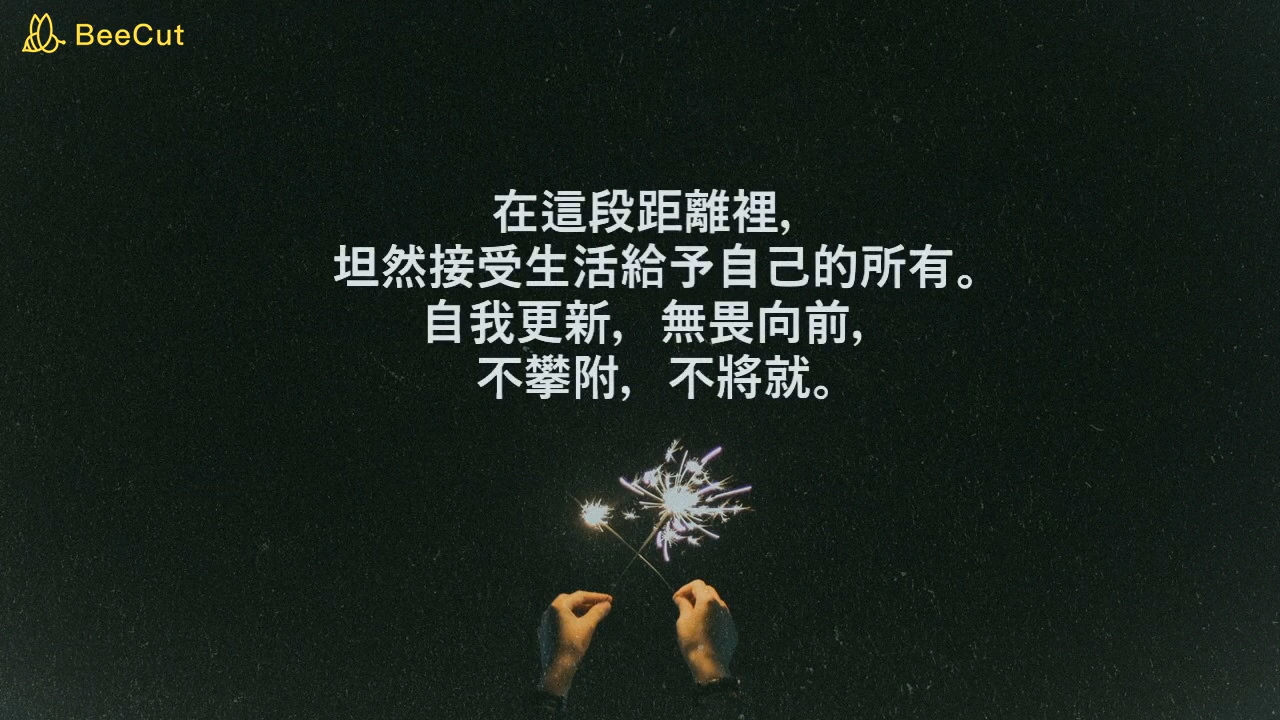 BeeCut
在這段距離裡,
坦然接受生活給予自己的所有。
自我更新, 無畏向前,
不攀附, 不將就。